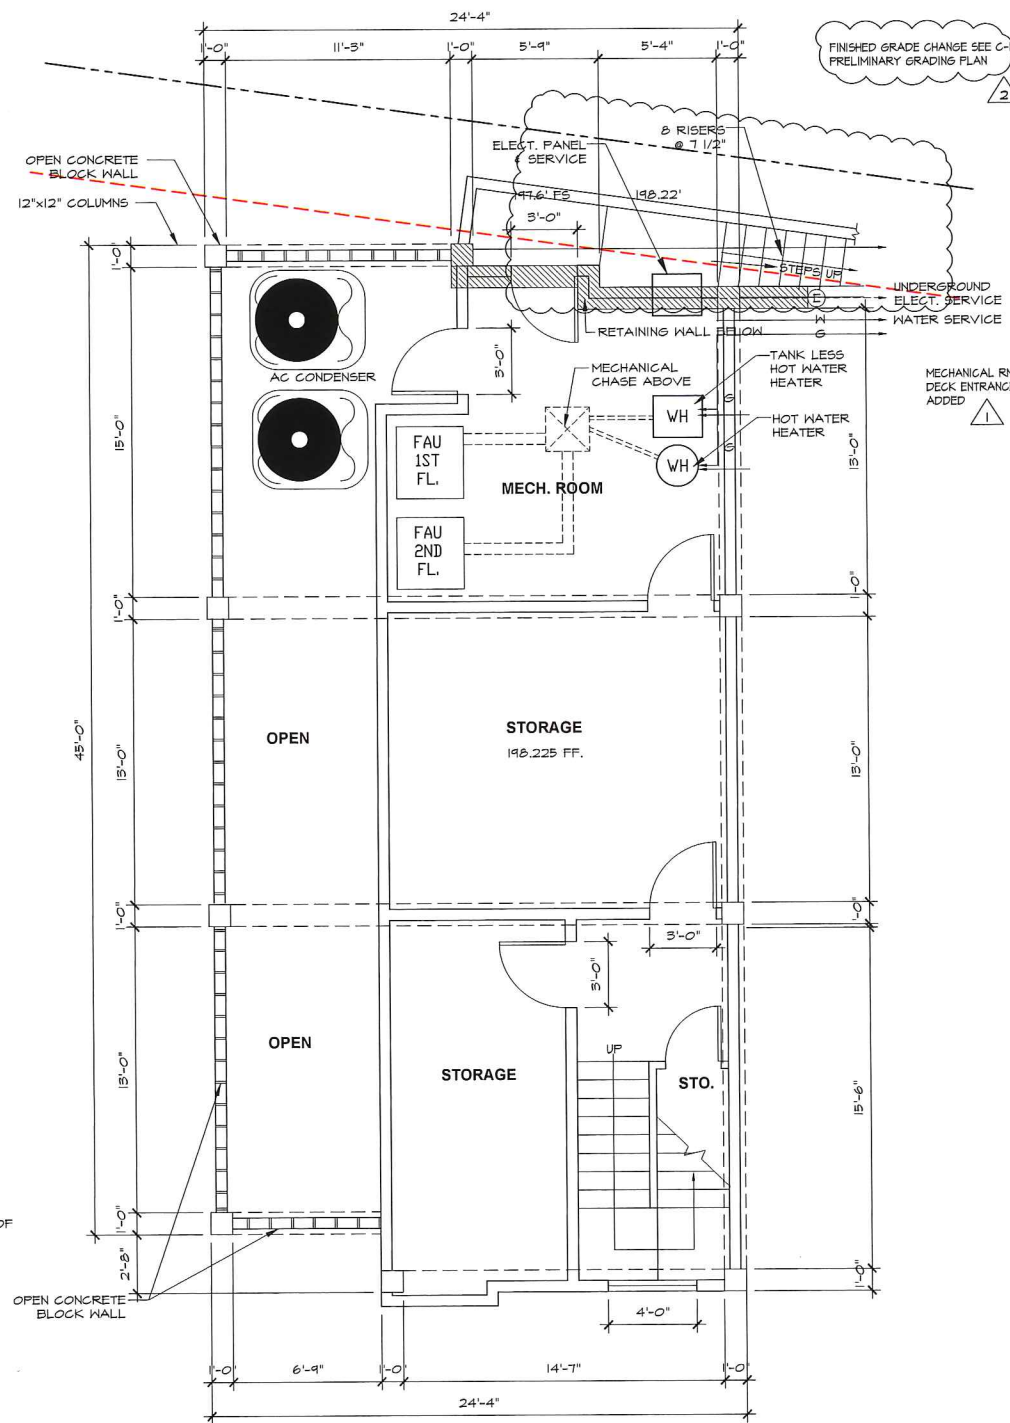 24'-4"
1'-0"
11'-3"
1'-0"
5'-9"
5'-4"
1'-0"
FINISHED GRADE CHANGE SEE C-
PRELIMINARY GRADING PLAN
2
OPEN CONCRETE
BLOCK WALL
12"x12" COLUMNS
ELECT. PANEL
& SERVICE
8 RISERS
@ 7 1/2"
197.6' FS
198.22'
3'-0"
STEPS UP
1'-0"
E
UNDERGROUND
ELECT. SERVICE
W
WATER SERVICE
G
RETAINING WALL BELOW
AC CONDENSER
3'-0"
MECHANICAL
CHASE ABOVE
TANK LESS
HOT WATER
HEATER
MECHANICAL RM
DECK ENTRANCE
ADDED
1
WH
G
HOT WATER
HEATER
G
WH
FAU
1ST
FL.
MECH. ROOM
FAU
2ND
FL.
15'-0"
13'-0"
1'-0"
1'-0"
45'-0"
OPEN
STORAGE
198.225 FF.
13'-0"
13'-0"
1'-0"
1'-0"
3'-0"
3'-0"
OPEN
STORAGE
UP
STO.
13'-0"
15'-6"
1'-0"
OF
2'-8"
1'-0"
OPEN CONCRETE
BLOCK WALL
4'-0"
1'-0"
6'-9"
1'-0"
14'-7"
1'-0"
24'-4"